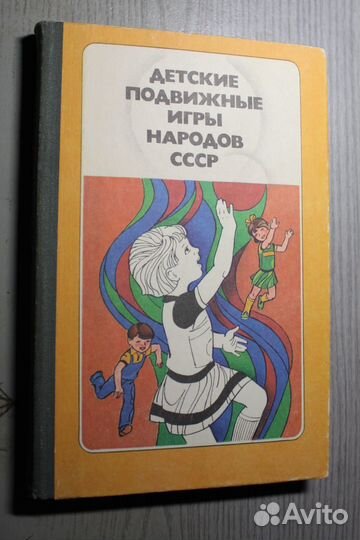 ДЕТСКИЕ
ПОДВИЖНЫЕ
ИГРЫ
НАРОДОВ
СССР
Avito